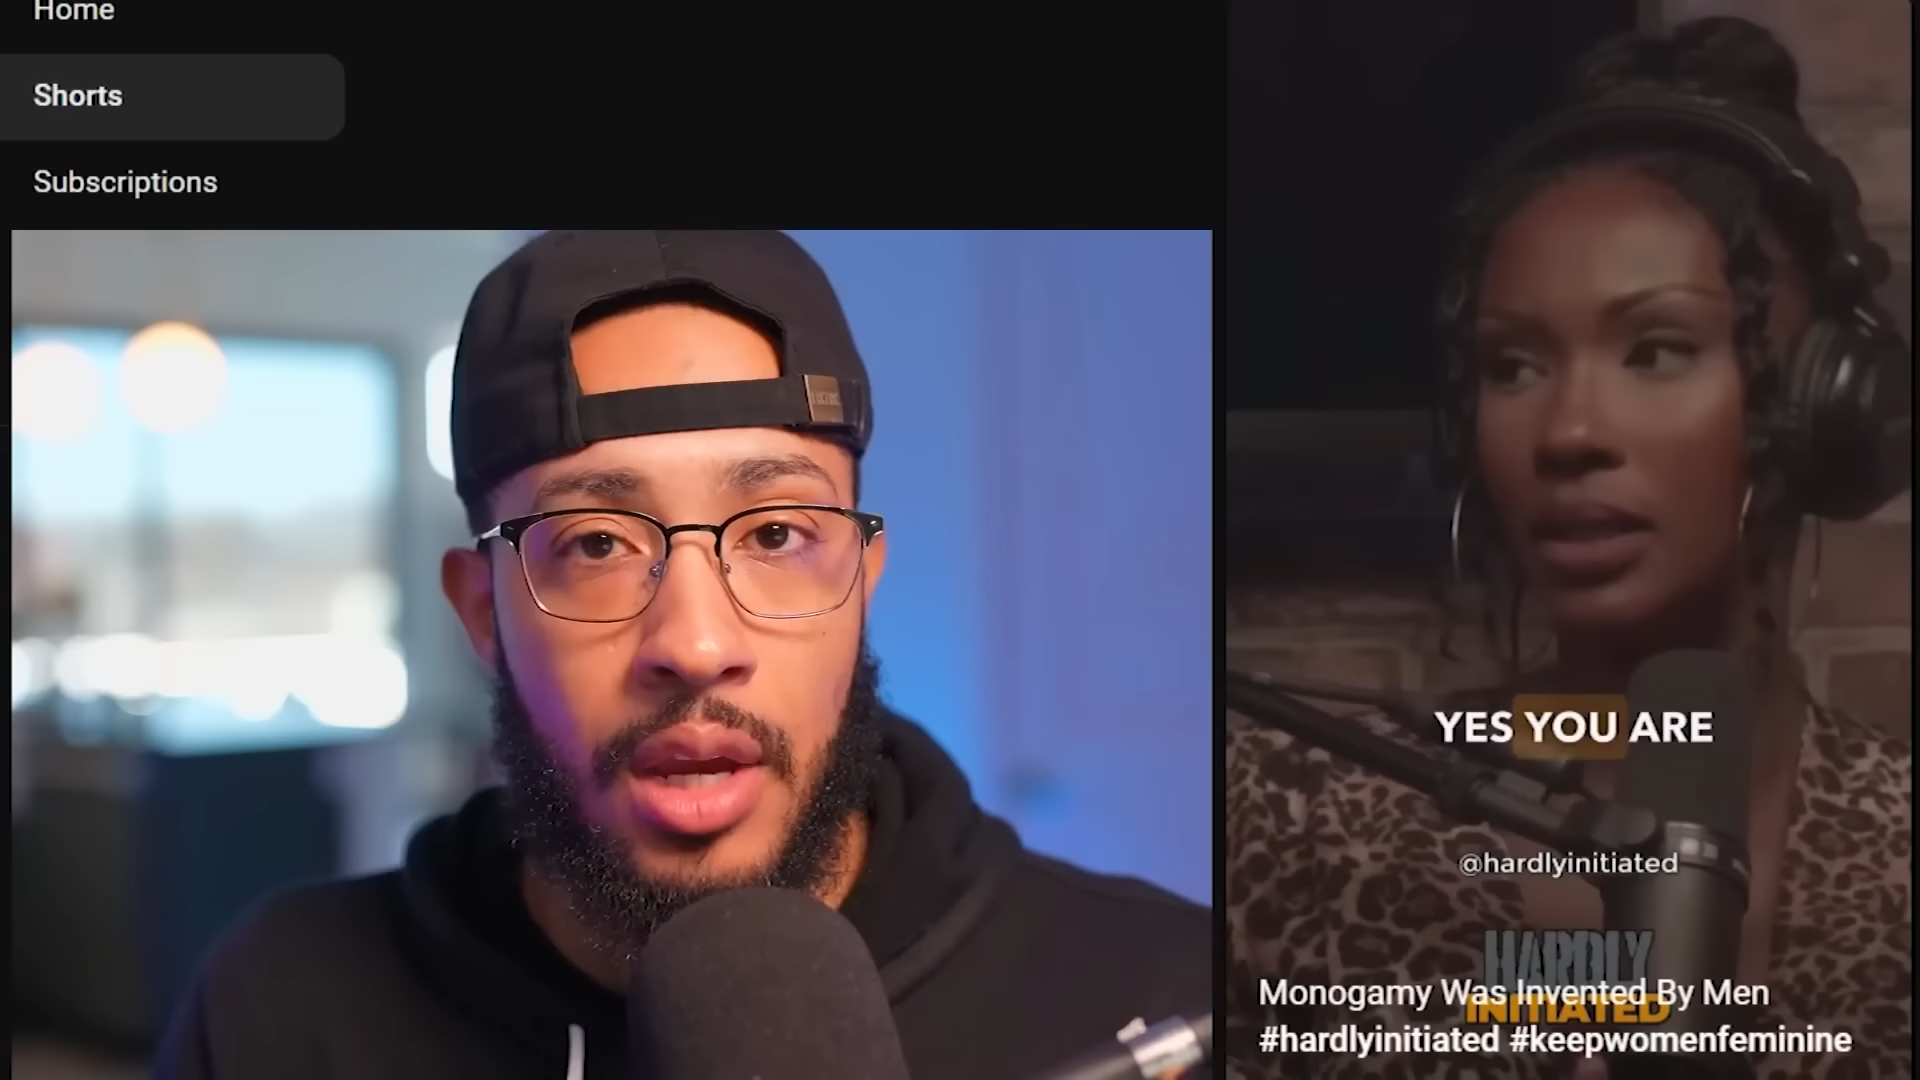 Home
Shorts
Subscriptions
YES YOU ARE
@hardlyinitiated
HARDLY
INITIATED
Monogamy Was Invented By Men
#hardlyinitiated #keepwomenfeminine